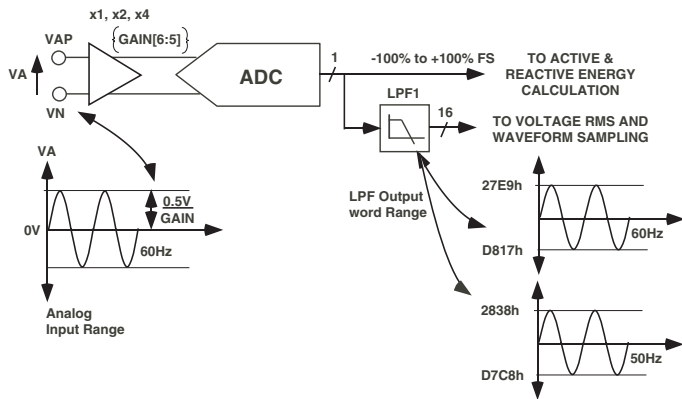 x1, x2, x4
{GAIN[6:5]}
VAP
VA
VN
ADC
1
-100% to +100% FS
TO ACTIVE &
REACTIVE ENERGY
CALCULATION
LPF1
16
TO VOLTAGE RMS AND
WAVEFORM SAMPLING
VA
0.5V
GAIN
0V
60Hz
Analog
Input Range
LPF Output
word Range
27E9h
60Hz
D817h
2838h
50Hz
D7C8h